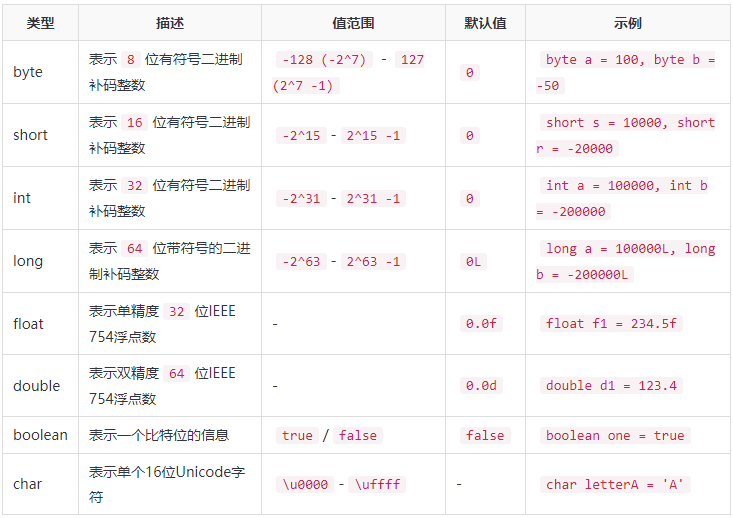 类型 描述 值范围 默认值 示例
byte
表示 8 位有符号二进制
补码整数
-128 (-2^7) - 127
(2^7 -1)
0
byte a = 100, byte b =
-50
short
表示 16 位有符号二进制
补码整数
-2^15 - 2^15 -1
0
short s = 10000, short
r = -20000
int
表示 32 位有符号二进制
补码整数
-2^31 - 2^31 -1
0
int a = 100000, int b
= -200000
long
表示 64 位带符号的二进
制补码整数
-2^63 - 2^63 -1
0L
long a = 100000L, long
b = -200000L
float
表示单精度 32 位IEEE
754浮点数
-
0.0f
float f1 = 234.5f
double
表示双精度 64 位IEEE
754浮点数
-
0.0d
double d1 = 123.4
boolean
表示一个比特位的信息
true / false
false
boolean one = true
char
表示单个16位Unicode字
符
\u0000 - \uffff
-
char letterA = 'A'